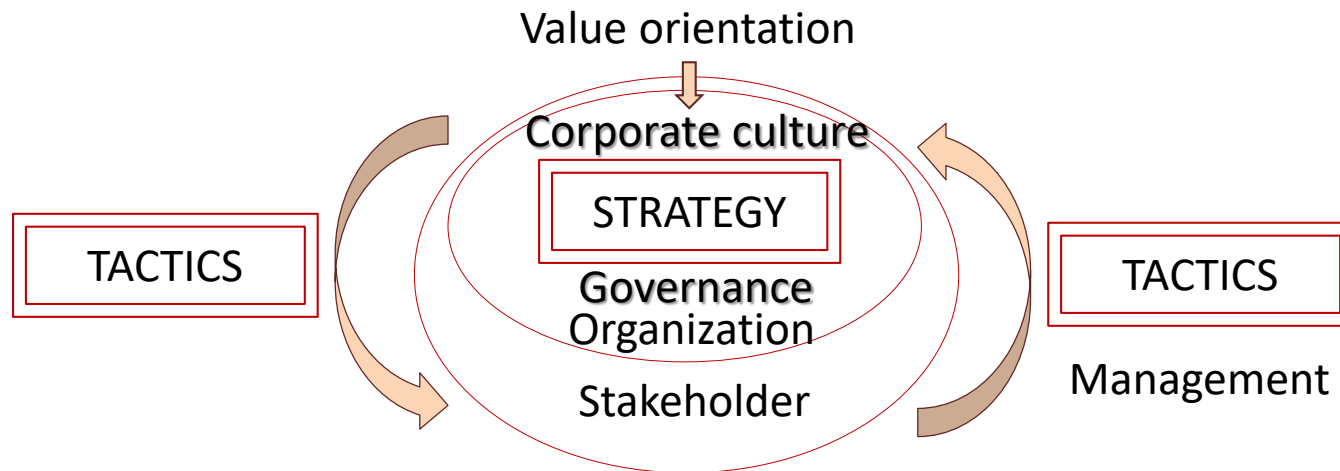 Value orientation
Corporate culture
STRATEGY
TACTICS
TACTICS
Governance
Organization
Management
Stakeholder